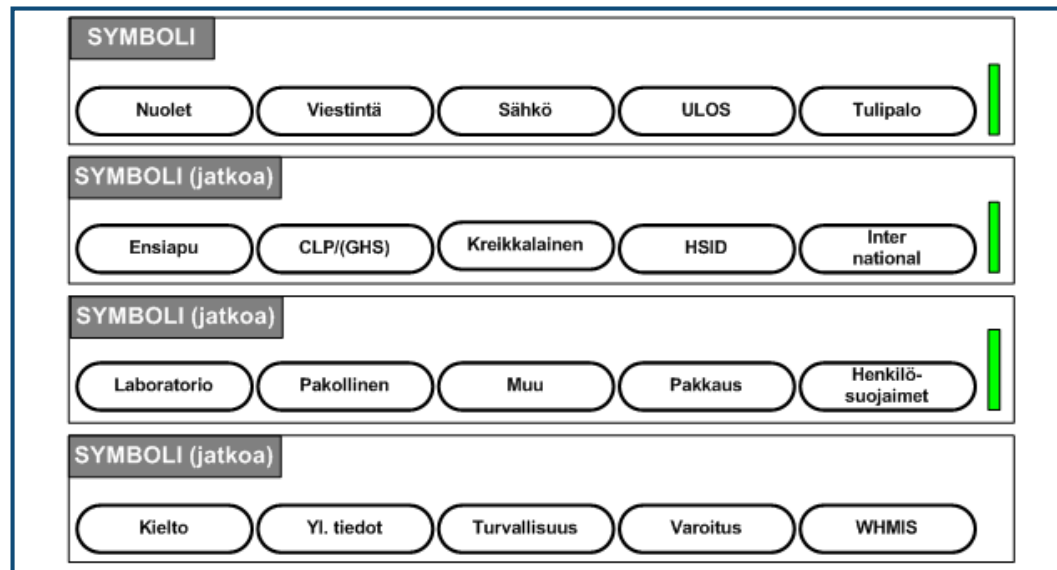 SYMBOLI
Nuolet Viestintä Sähkö ULOS Tulipalo
SYMBOLI (jatkoa)
Ensiapu CLP/(GHS) Kreikkalainen HSID Inter
national
SYMBOLI (jatkoa)
Laboratorio Pakollinen Muu Pakkaus Henkilö-
suojaimet
SYMBOLI (jatkoa)
Kielto Yl. tiedot Turvallisuus Varoitus WHMIS